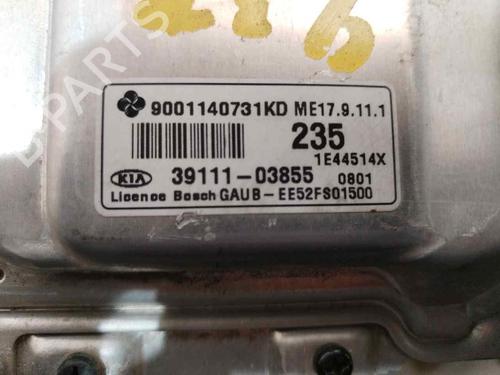 9001140731KD ME17.9.11.1
235
1E44514X
KIA 39111-03855 0801
Licence Bosch GAUB-EE52FS01500